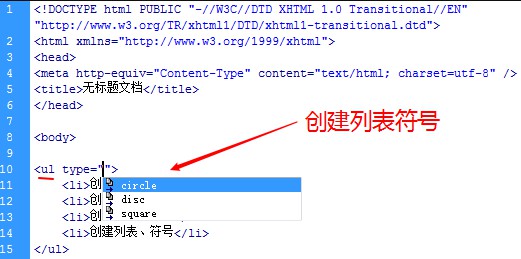 1 <!DOCTYPE html PUBLIC "-//W3C//DTD XHTML 1.0 Transitional//EN"
"http://www.w3.org/TR/xhtml1/DTD/xhtml1-transitional.dtd">
2 <html xmlns="http://www.w3.org/1999/xhtml">
3 <head>
4 <meta http-equiv="Content-Type" content="text/html; charset=utf-8" />
5 <title>无标题文档</title>
6 </head>
7
创建列表符号
8 <body>
9
10 <ul type="">
11 <li>创 circle
12 <li>创 disc
13 <li>创 square
14 <li>创建列表、符号</li>
15 </ul>